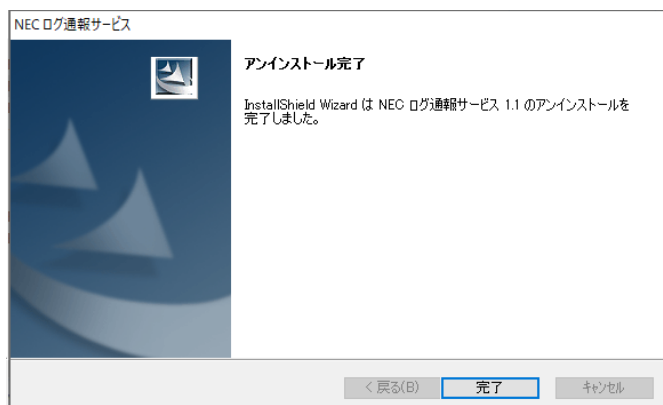 NEC ログ通報サービス
アンインストール完了
InstallShield Wizard は NEC ログ通報サービス 1.1 のアンインストールを
完了しました。
< 戻る(B)
完了
キャンセル